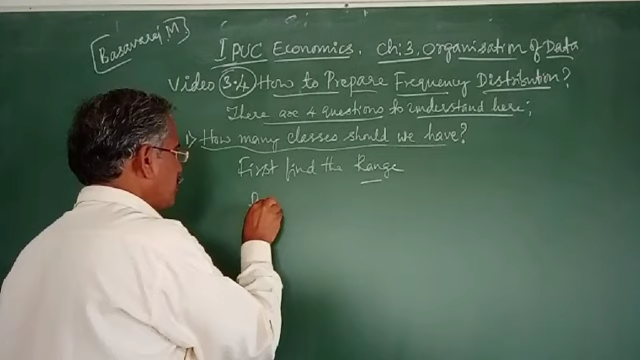 Basavaraj M
I PUC Economics. Ch:3. Organisation of Data
Video 3.4 How to Prepare Frequency Distribution?
There are 4 questions to understand here;
1) How many classes should we have?
First find the Range